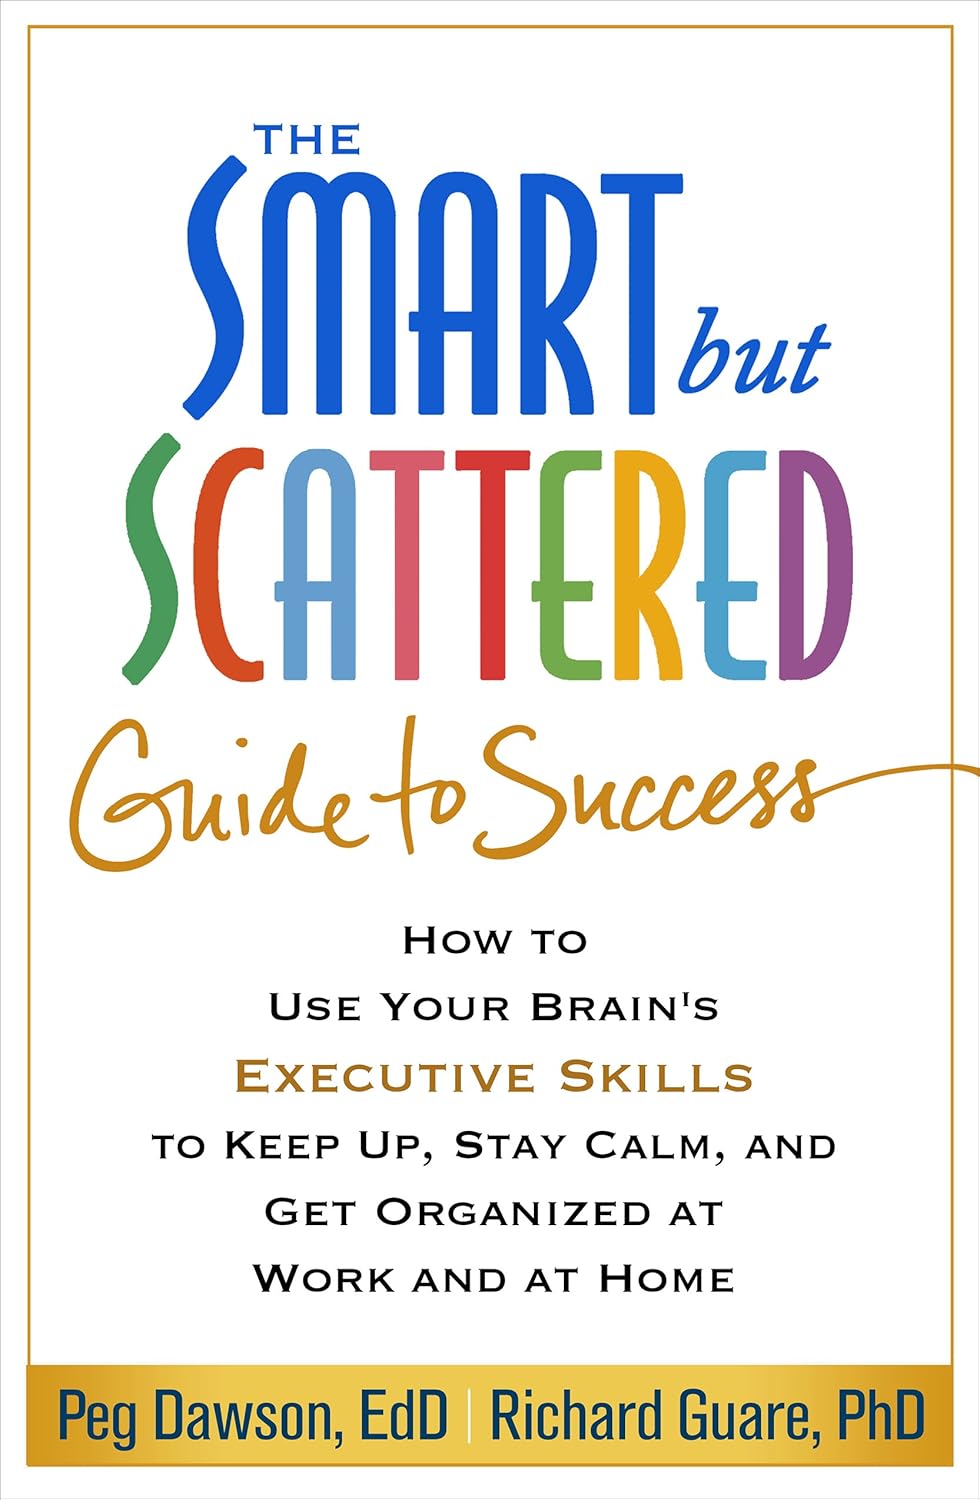 THE
SMART but
SCATTERED
Guide to Success
HOW TO
USE YOUR BRAIN'S
EXECUTIVE SKILLS
TO KEEP UP, STAY CALM, AND
GET ORGANIZED AT
WORK AND AT HOME
Peg Dawson, EdD | Richard Guare, PhD